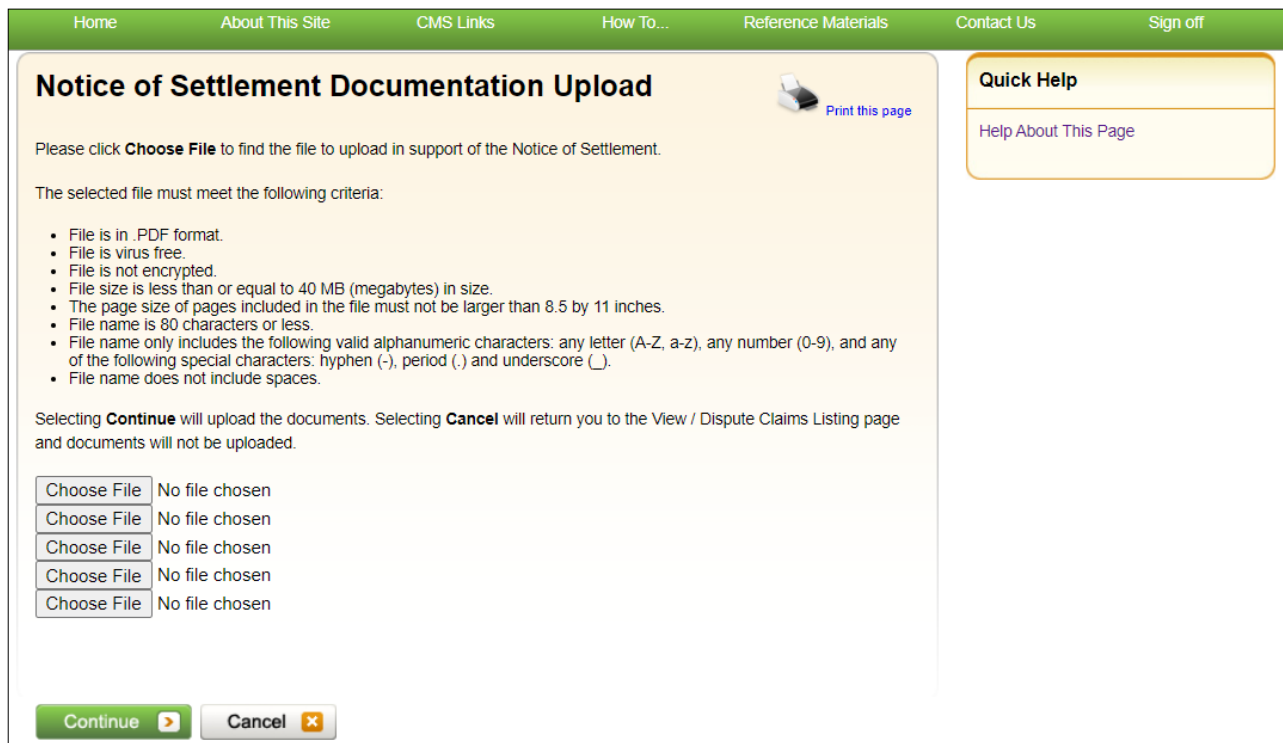 Home About This Site CMS Links How To... Reference Materials Contact Us Sign off
Notice of Settlement Documentation Upload
Print this page
Please click Choose File to find the file to upload in support of the Notice of Settlement.
The selected file must meet the following criteria:
• File is in .PDF format.
• File is virus free.
• File is not encrypted.
• File size is less than or equal to 40 MB (megabytes) in size.
• The page size of pages included in the file must not be larger than 8.5 by 11 inches.
• File name is 80 characters or less.
• File name only includes the following valid alphanumeric characters: any letter (A-Z, a-z), any number (0-9), and any
of the following special characters: hyphen (-), period (.) and underscore (_).
• File name does not include spaces.
Selecting Continue will upload the documents. Selecting Cancel will return you to the View / Dispute Claims Listing page
and documents will not be uploaded.
Choose File No file chosen
Choose File No file chosen
Choose File No file chosen
Choose File No file chosen
Choose File No file chosen
Continue Cancel
Quick Help
Help About This Page